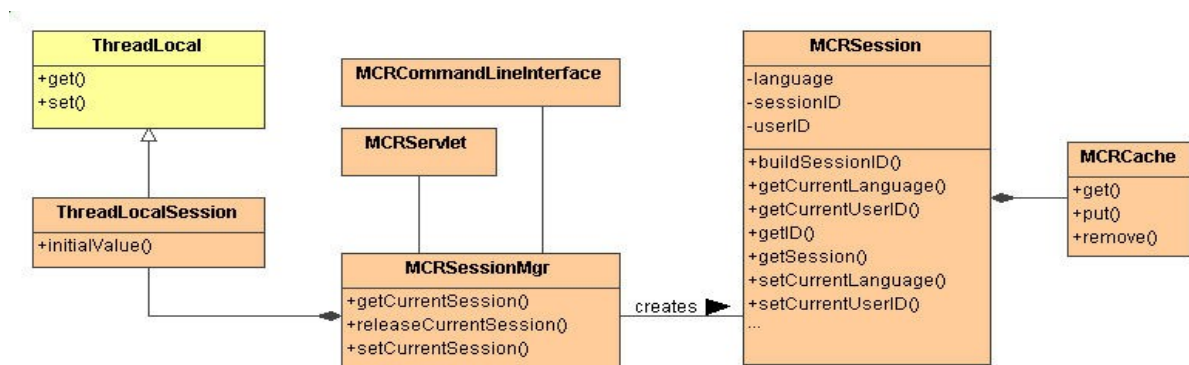 ThreadLocal
+get()
+set()
MCRCommandLineInterface
MCRServlet
ThreadLocalSession
+initialValue()
MCRSessionMgr
+getCurrentSession()
+releaseCurrentSession()
+setCurrentSession()
creates
MCRSession
-language
-sessionID
-userID
+buildSessionID()
+getCurrentLanguage()
+getCurrentUserID()
+getID()
+getSession()
+setCurrentLanguage()
+setCurrentUserID()
...
MCRCache
+get()
+put()
+remove()